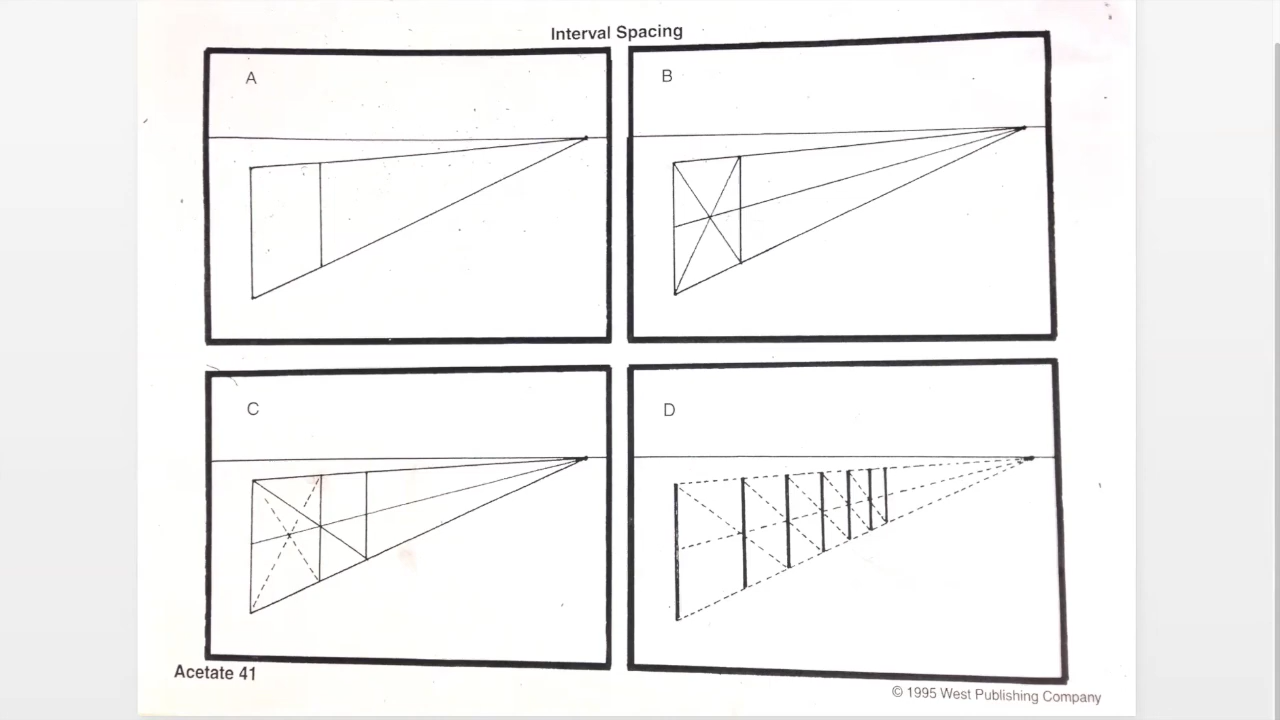 Interval Spacing
A
B
C
D
Acetate 41
© 1995 West Publishing Company